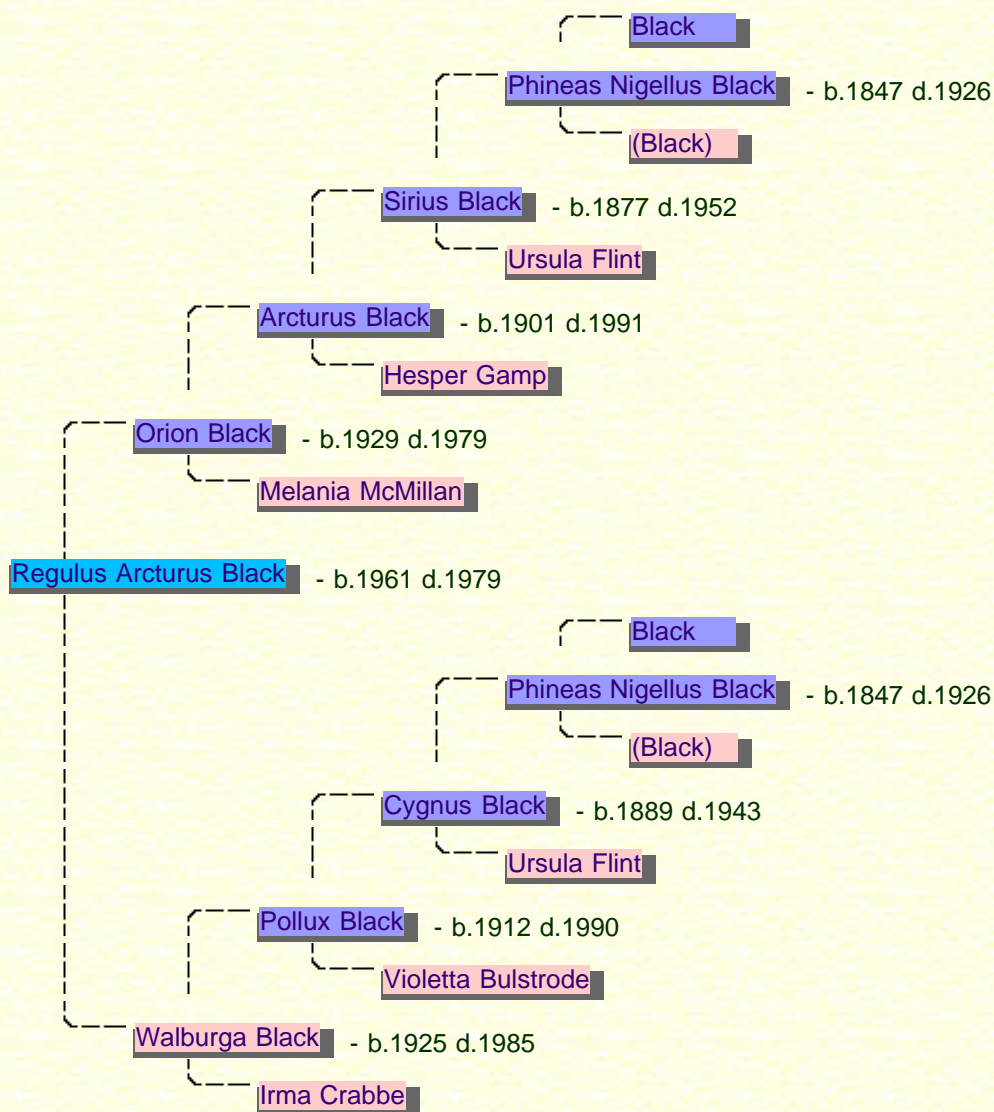 Black
Phineas Nigellus Black - b.1847 d.1926
(Black)
Sirius Black - b.1877 d.1952
Ursula Flint
Arcturus Black - b.1901 d.1991
Hesper Gamp
Orion Black - b.1929 d.1979
Melania McMillan
Regulus Arcturus Black - b.1961 d.1979
Black
Phineas Nigellus Black - b.1847 d.1926
(Black)
Cygnus Black - b.1889 d.1943
Ursula Flint
Pollux Black - b.1912 d.1990
Violetta Bulstrode
Walburga Black - b.1925 d.1985
Irma Crabbe